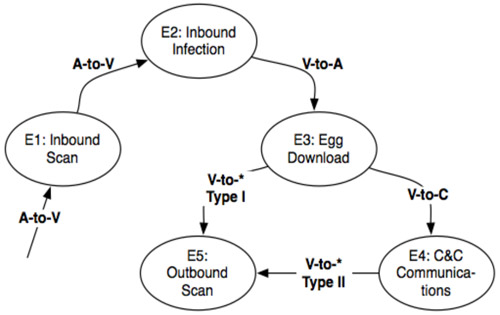 E2: Inbound
Infection
A-to-V
V-to-A
E1: Inbound
Scan
E3: Egg
Download
V-to-*
Type I
V-to-C
A-to-V
E5:
Outbound
Scan
V-to-*
Type II
E4: C&C
Communica-
tions